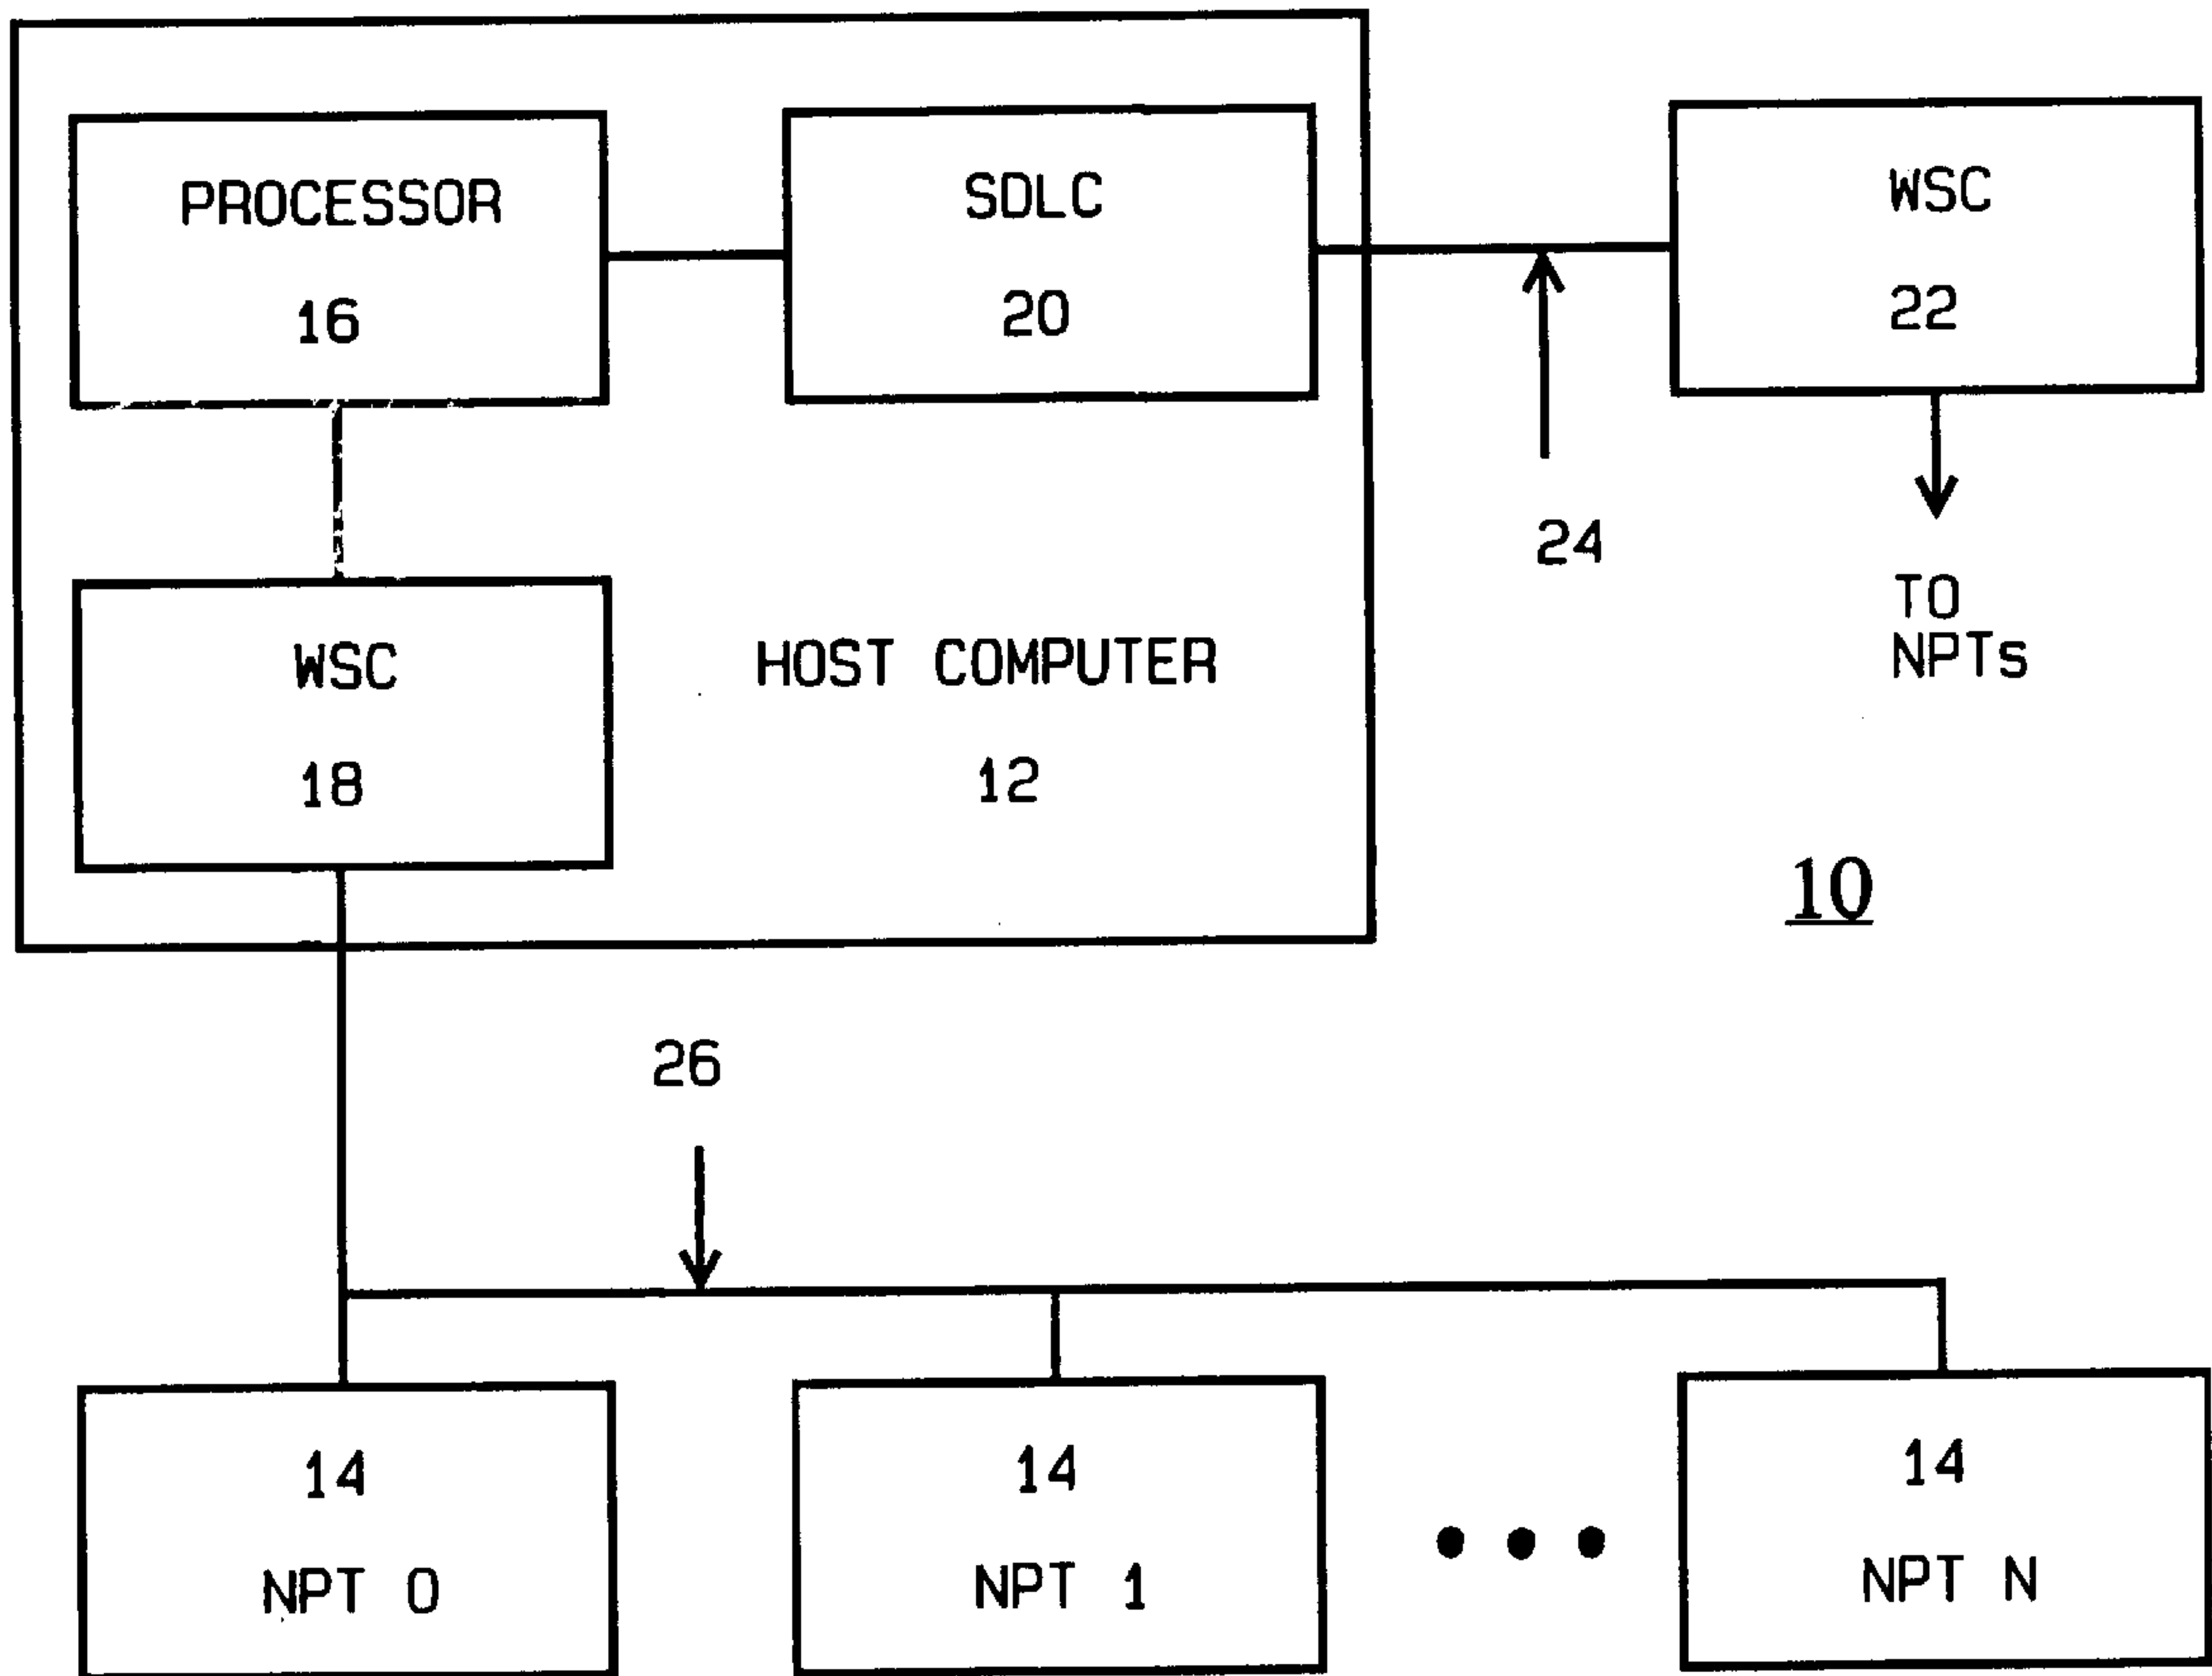 PROCESSOR
16
SDLC
20
WSC
22
24
TO
NPTs
WSC
18
HOST COMPUTER
12
10
26
14
NPT 0
14
NPT 1
14
NPT N